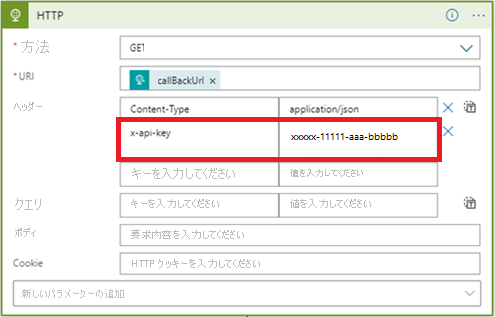 HTTP
* 方法 GET
* URI callBackUrl ×
ヘッダー Content-Type application/json
x-api-key xxxxx-11111-aaa-bbbbb
キーを入力してください 値を入力してください
クエリ キーを入力してください 値を入力してください
ボディ 要求内容を入力してください
Cookie HTTP クッキーを入力してください
新しいパラメーターの追加